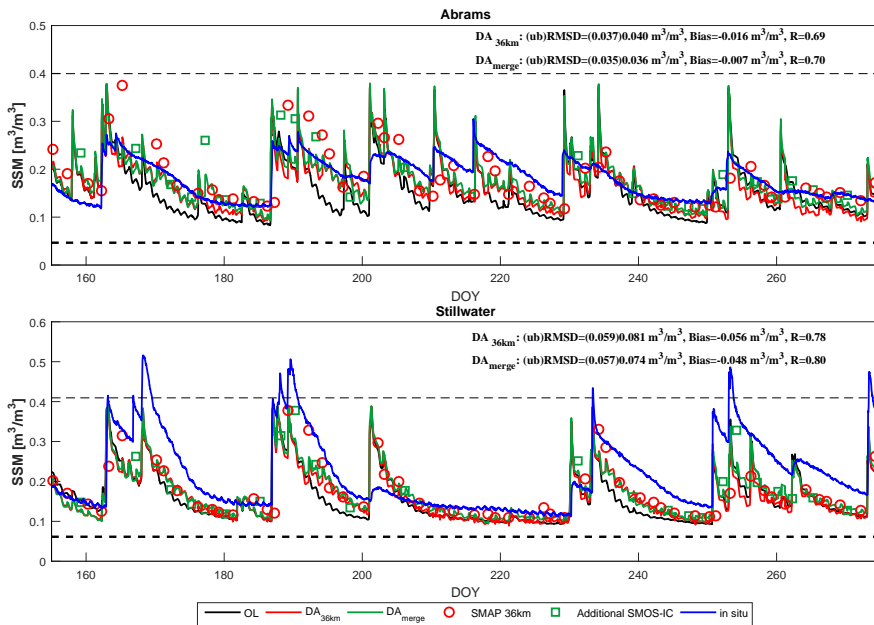 Abrams
DA 36km: (ub)RMSD=(0.037)0.040 m³/m³, Bias=-0.016 m³/m³, R=0.69
DAmerge: (ub)RMSD=(0.035)0.036 m³/m³, Bias=-0.007 m³/m³, R=0.70
SSM [m³/m³]
0.5
0.4
0.3
0.2
0.1
0
160 180 200 220 240 260
DOY
Stillwater
DA 36km: (ub)RMSD=(0.059)0.081 m³/m³, Bias=-0.056 m³/m³, R=0.78
DAmerge: (ub)RMSD=(0.057)0.074 m³/m³, Bias=-0.048 m³/m³, R=0.80
SSM [m³/m³]
0.6
0.5
0.4
0.3
0.2
0.1
0
160 180 200 220 240 260
DOY
OL DA36km DAmerge SMAP 36km Additional SMOS-IC in situ